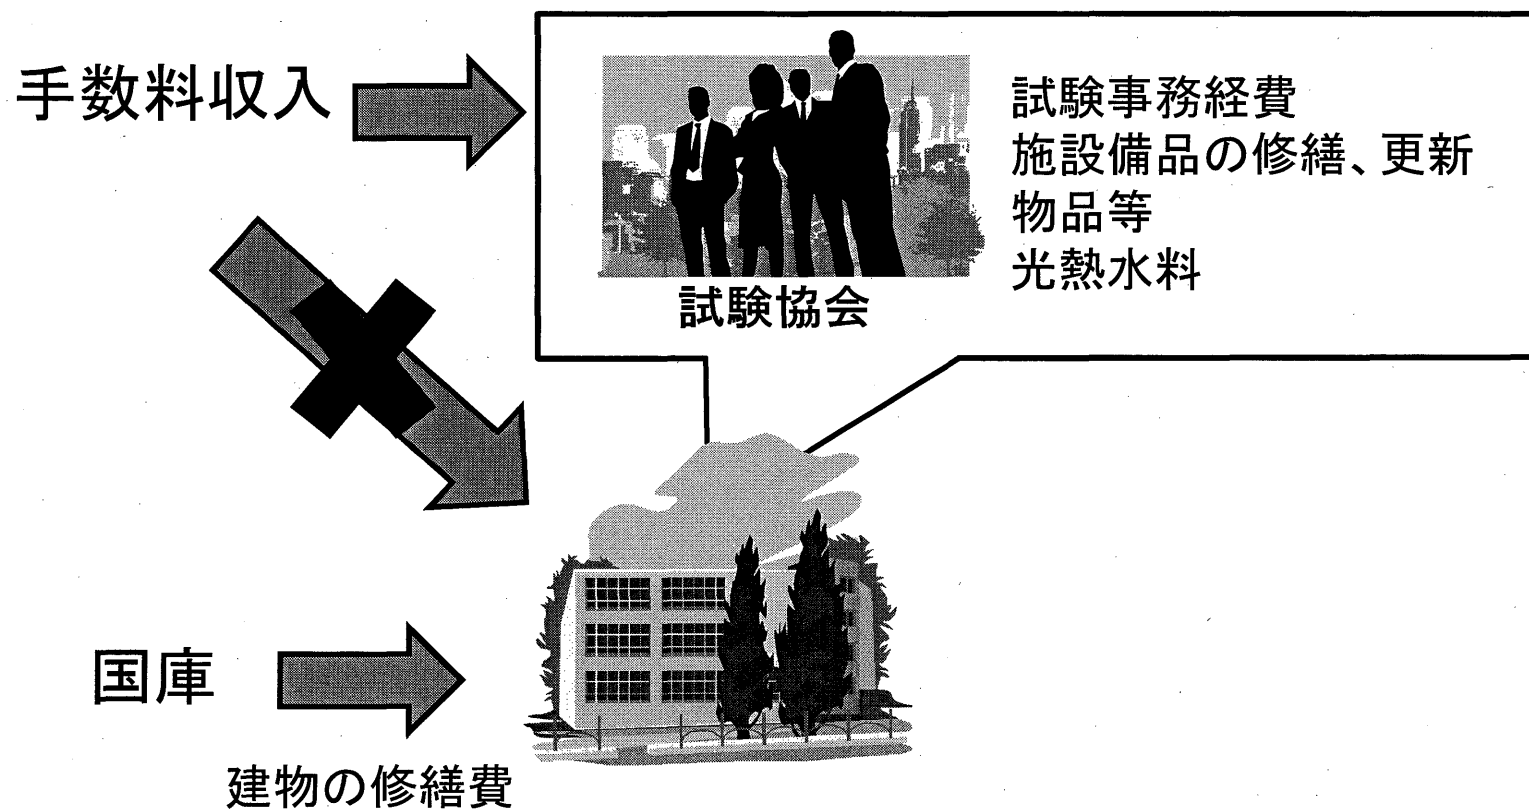 手数料収入
試験事務経費
施設備品の修繕、更新
物品等
光熱水料
試験協会
国庫
建物の修繕費